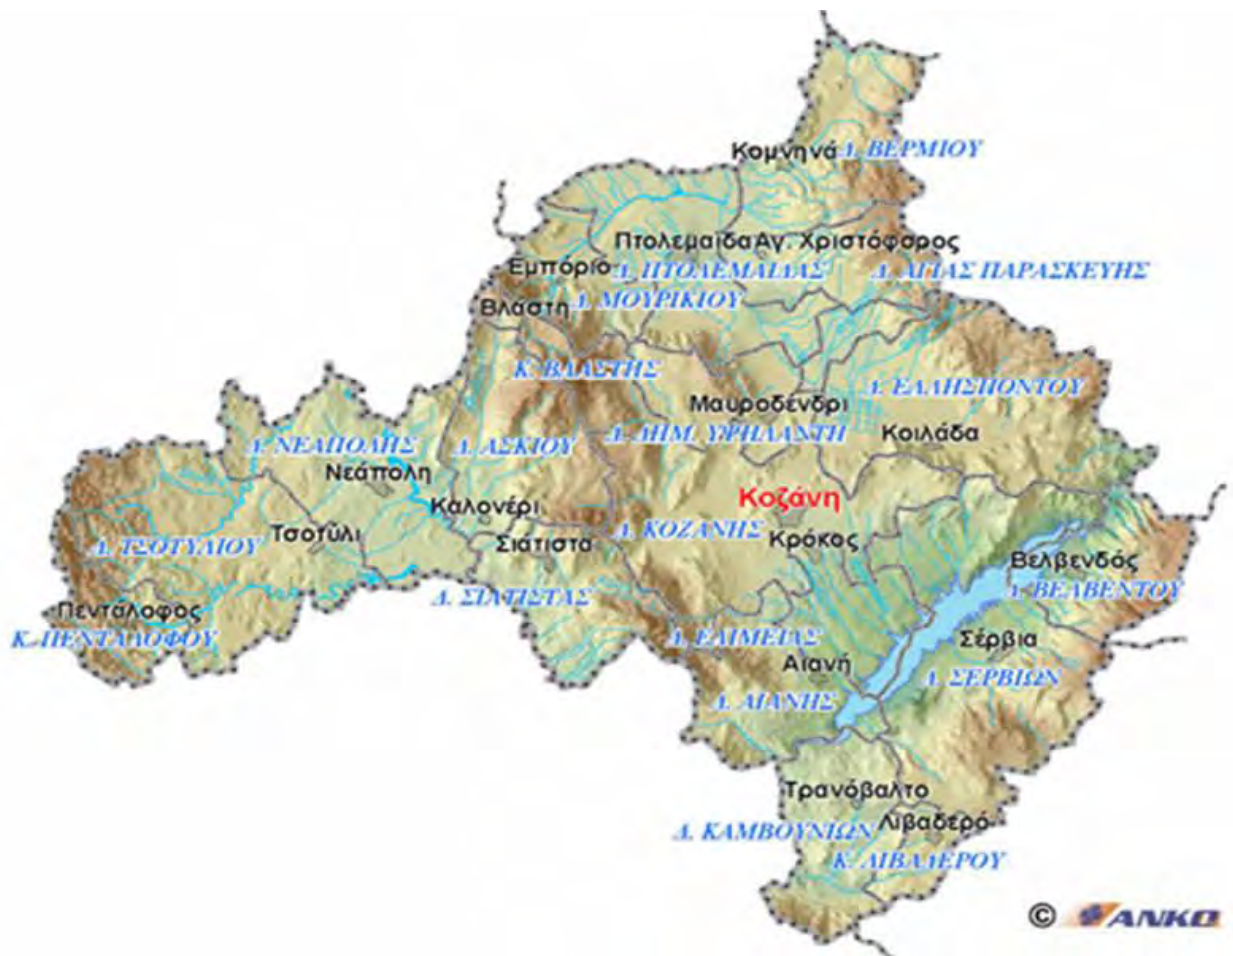 Κομνηνά
Δ. ΒΕΡΜΙΟΥ
Πτολεμαΐδα
Αγ. Χριστόφορος
Εμπόριο
Δ. ΠΤΟΛΕΜΑΪΔΑΣ
Δ. ΑΓΙΑΣ ΠΑΡΑΣΚΕΥΗΣ
Βλάστη
Δ. ΜΟΥΡΙΚΙΟΥ
Κ. ΒΛΑΣΤΗΣ
Δ. ΕΛΛΗΣΠΟΝΤΟΥ
Μαυροδένδρι
Δ. ΝΕΑΠΟΛΗΣ
Δ. ΑΣΚΙΟΥ
Δ. ΔΗΜ. ΥΨΗΛΑΝΤΗ
Κοιλάδα
Νεάπολη
Καλονέρι
Κοζάνη
Τσοτύλι
Σιάτιστα
Δ. ΚΟΖΑΝΗΣ
Κρόκος
Δ. ΤΣΟΤΥΛΙΟΥ
Βελβενδός
Δ. ΣΙΑΤΙΣΤΑΣ
Δ. ΒΕΛΒΕΝΤΟΥ
Πεντάλοφος
Κ. ΠΕΝΤΑΛΟΦΟΥ
Δ. ΕΛΙΜΕΙΑΣ
Σέρβια
Αιανή
Δ. ΣΕΡΒΙΩΝ
Δ. ΑΙΑΝΗΣ
Τρανόβαλτο
Δ. ΚΑΜΒΟΥΝΙΩΝ
Λιβαδερό
Κ. ΛΙΒΑΔΕΡΟΥ
© ΑΝΚΟ